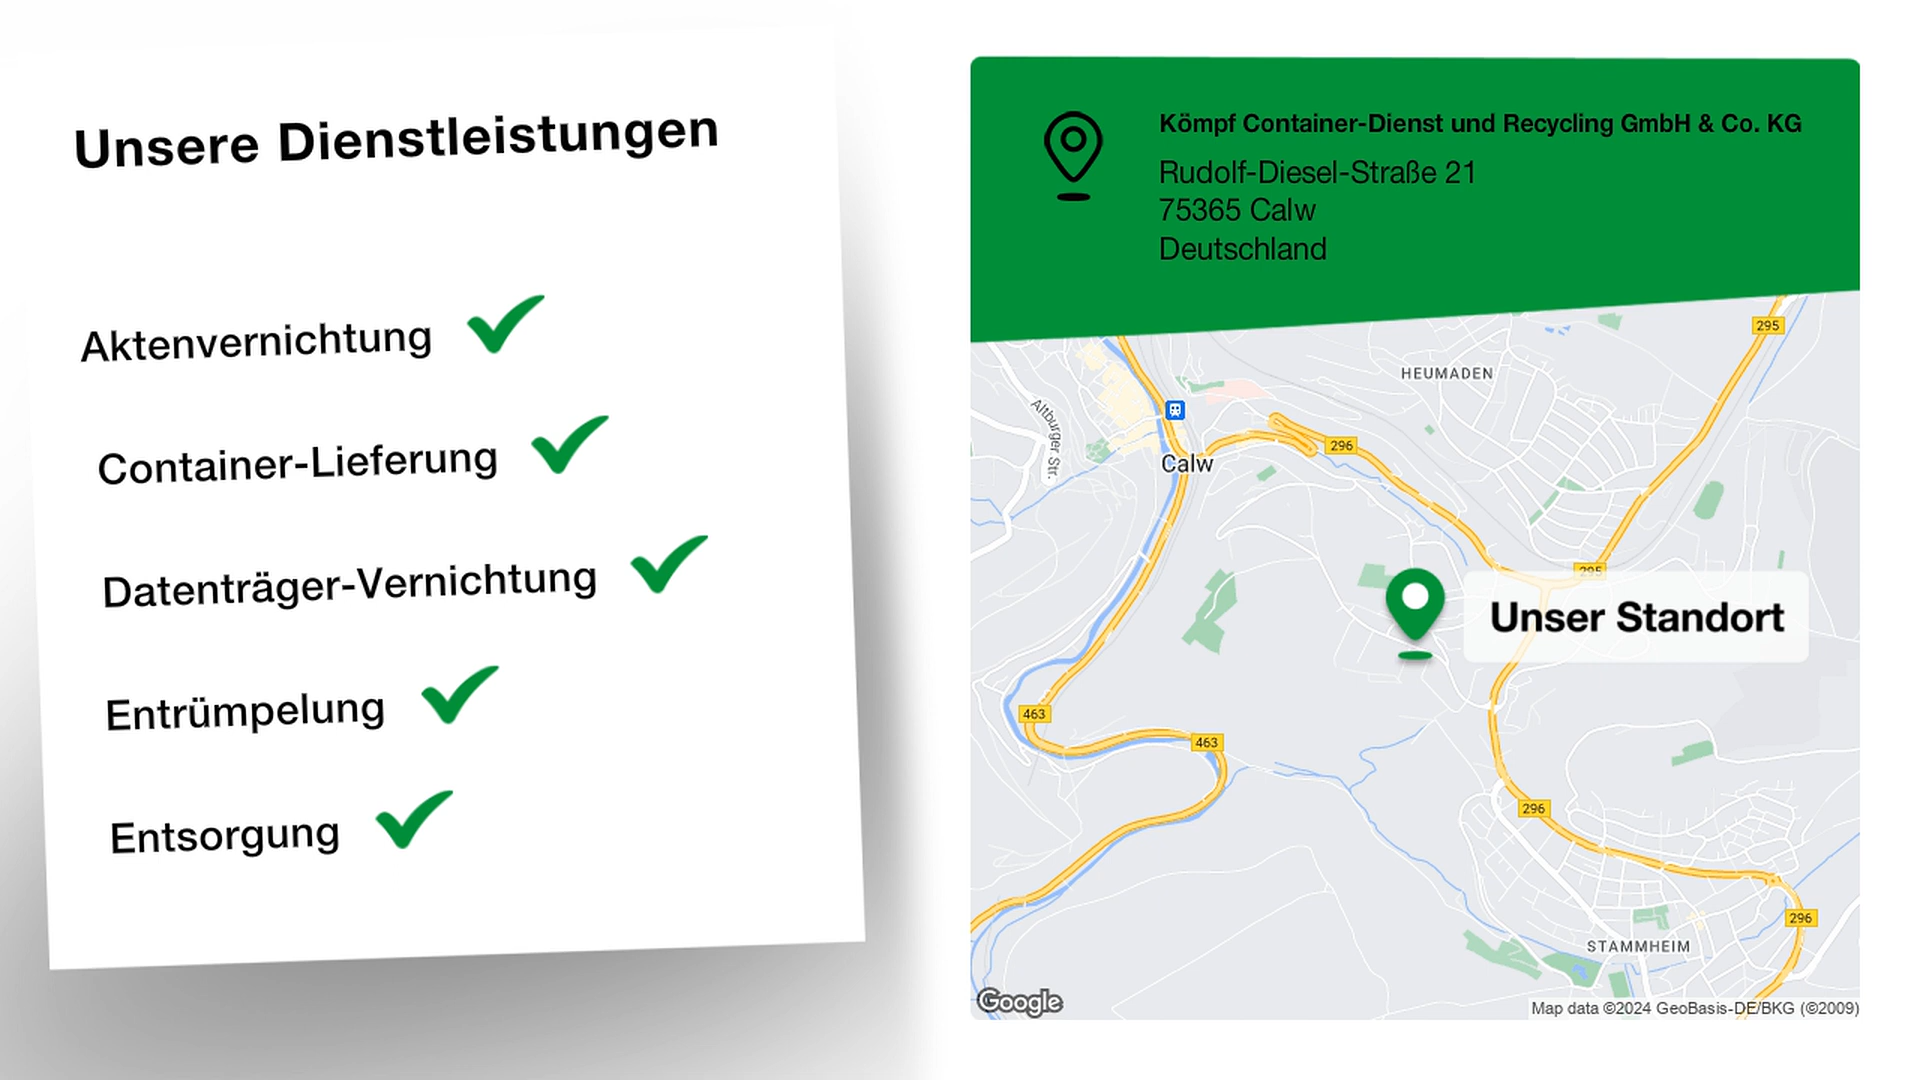 Unsere Dienstleistungen
Aktenvernichtung
Container-Lieferung
Datenträger-Vernichtung
Entrümpelung
Entsorgung
Kömpf Container-Dienst und Recycling GmbH & Co. KG
Rudolf-Diesel-Straße 21
75365 Calw
Deutschland
295
HEUMADEN
Altburger Str.
296
Calw
295
Unser Standort
463
463
296
296
STAMMHEIM
Google
Map data ©2024 GeoBasis-DE/BKG (©2009)